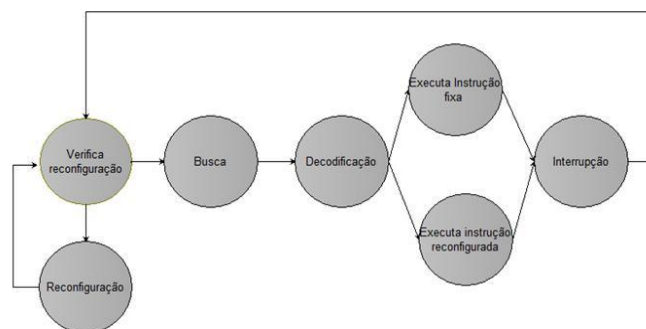 Executa Instrução
fixa
Verifica
reconfiguração
Busca
Decodificação
Interrupção
Executa instrução
reconfigurada
Reconfiguração